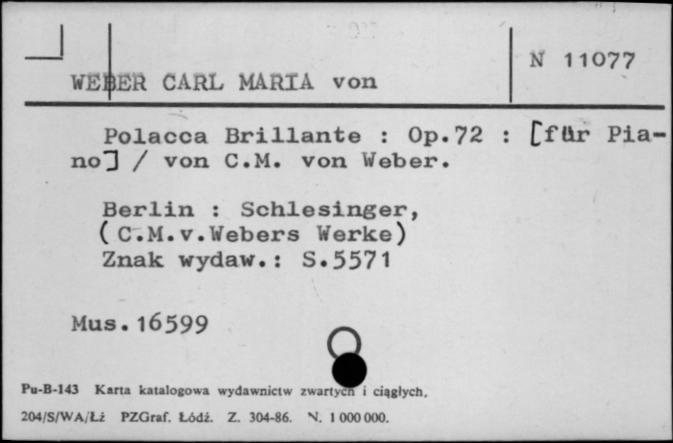 N 11077
WEBER CARL MARIA von
Polacca Brillante : Op.72 : [für Pia-
no] / von C.M. von Weber.
Berlin : Schlesinger,
(C.M.v.Webers Werke)
Znak wydaw.: S.5571
Mus.16599
Pu-B-143 Karta katalogowa wydawnictw zwartych i ciągłych.
204/S/WA/Łż PZGraf. Łódź. Z. 304-86. N. 1 000 000.